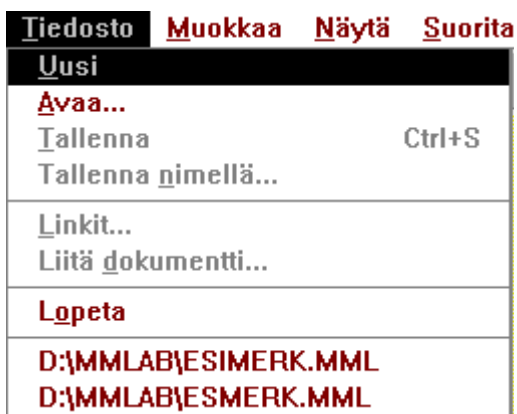 Tiedosto Muokkaa Näytä Suorita
Uusi
Avaa...
Tallenna Ctrl+S
Tallenna nimellä...
Linkit...
Liitä dokumentti...
Lopeta
D:\MMLAB\ESIMERK.MML
D:\MMLAB\ESMERK.MML